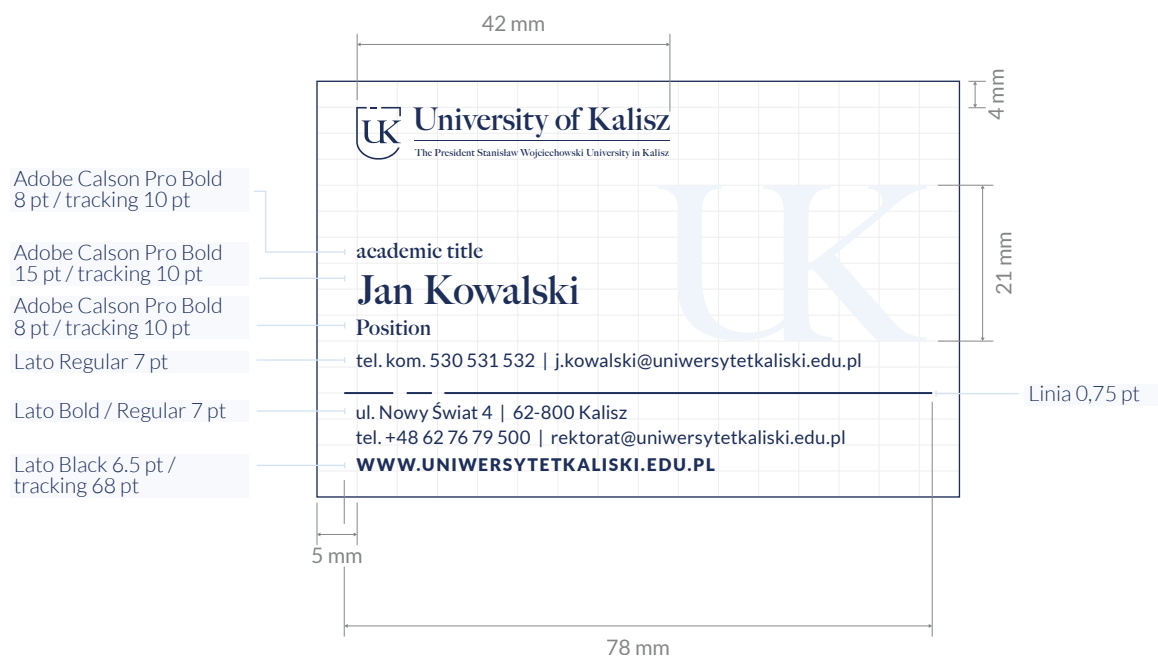 42 mm
4 mm
UK
University of Kalisz
The President Stanisław Wojciechowski University in Kalisz
Adobe Calson Pro Bold
8 pt / tracking 10 pt
UK
21 mm
academic title
Adobe Calson Pro Bold
15 pt / tracking 10 pt
Jan Kowalski
Adobe Calson Pro Bold
8 pt / tracking 10 pt
Position
Lato Regular 7 pt
tel. kom. 530 531 532 | j.kowalski@uniwersytetkaliski.edu.pl
Linia 0,75 pt
Lato Bold / Regular 7 pt
ul. Nowy Świat 4 | 62-800 Kalisz
tel. +48 62 76 79 500 | rektorat@uniwersytetkaliski.edu.pl
Lato Black 6.5 pt /
tracking 68 pt
WWW.UNIWERSYTETKALISKI.EDU.PL
5 mm
78 mm